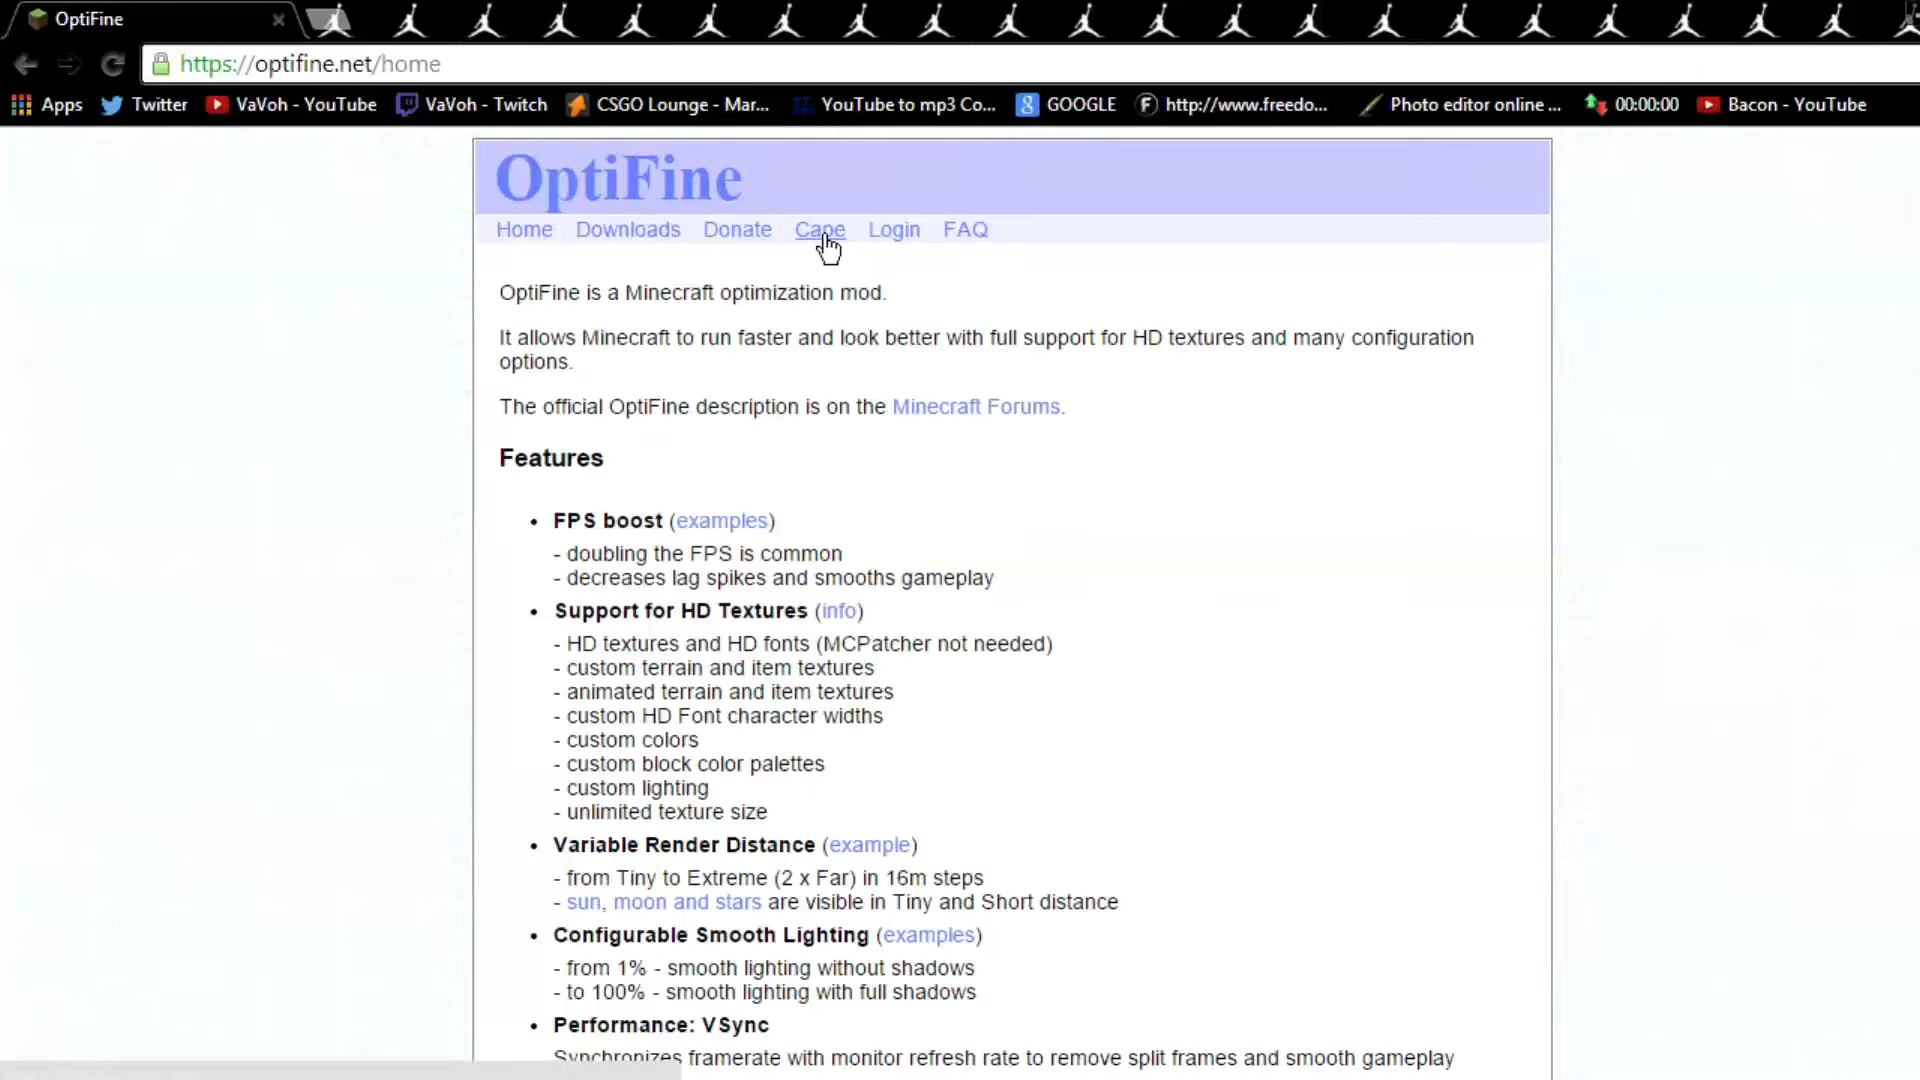 OptiFine
https://optifine.net/home
Apps Twitter VaVoh - YouTube VaVoh - Twitch CSGO Lounge - Mar... YouTube to mp3 Co... GOOGLE http://www.freedo... Photo editor online ... 00:00:00 Bacon - YouTube
OptiFine
Home Downloads Donate Cape Login FAQ
OptiFine is a Minecraft optimization mod.
It allows Minecraft to run faster and look better with full support for HD textures and many configuration
options.
The official OptiFine description is on the Minecraft Forums.
Features
• FPS boost (examples)
- doubling the FPS is common
- decreases lag spikes and smooths gameplay
• Support for HD Textures (info)
- HD textures and HD fonts (MCPatcher not needed)
- custom terrain and item textures
- animated terrain and item textures
- custom HD Font character widths
- custom colors
- custom block color palettes
- custom lighting
- unlimited texture size
• Variable Render Distance (example)
- from Tiny to Extreme (2 x Far) in 16m steps
- sun, moon and stars are visible in Tiny and Short distance
• Configurable Smooth Lighting (examples)
- from 1% - smooth lighting without shadows
- to 100% - smooth lighting with full shadows
• Performance: VSync
Synchronizes framerate with monitor refresh rate to remove split frames and smooth gameplay